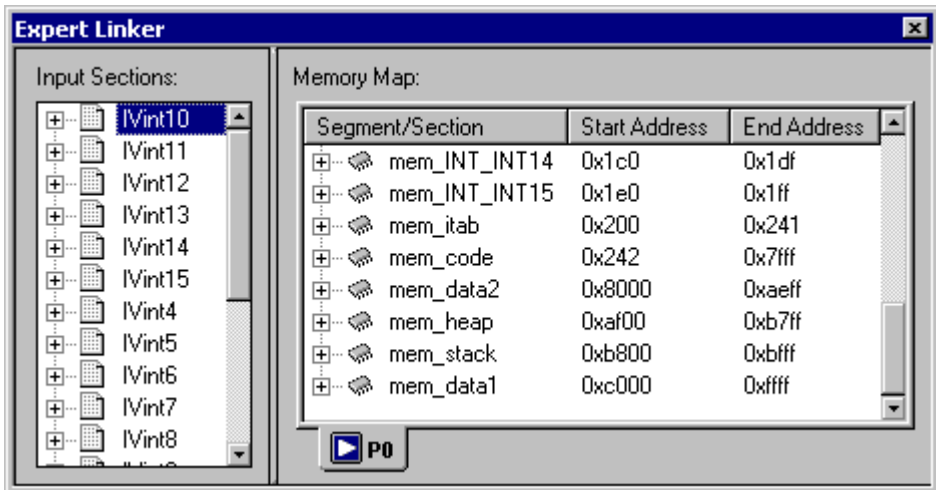 Expert Linker
Input Sections:
IVint10
IVint11
IVint12
IVint13
IVint14
IVint15
IVint4
IVint5
IVint6
IVint7
IVint8
Memory Map:
Segment/Section Start Address End Address
mem_INT_INT14 0x1c0 0x1df
mem_INT_INT15 0x1e0 0x1ff
mem_itab 0x200 0x241
mem_code 0x242 0x7fff
mem_data2 0x8000 0xaeff
mem_heap 0xaf00 0xb7ff
mem_stack 0xb800 0xbfff
mem_data1 0xc000 0xffff
P0